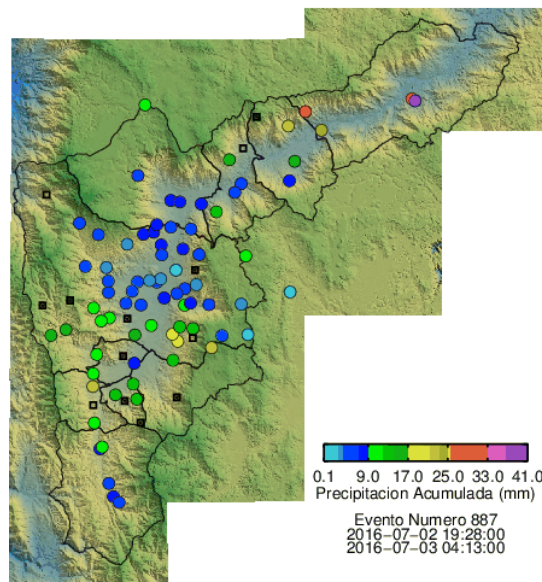 0.1 9.0 17.0 25.0 33.0 41.0
Precipitacion Acumulada (mm)
Evento Numero 887
2016-07-02 19:28:00
2016-07-03 04:13:00